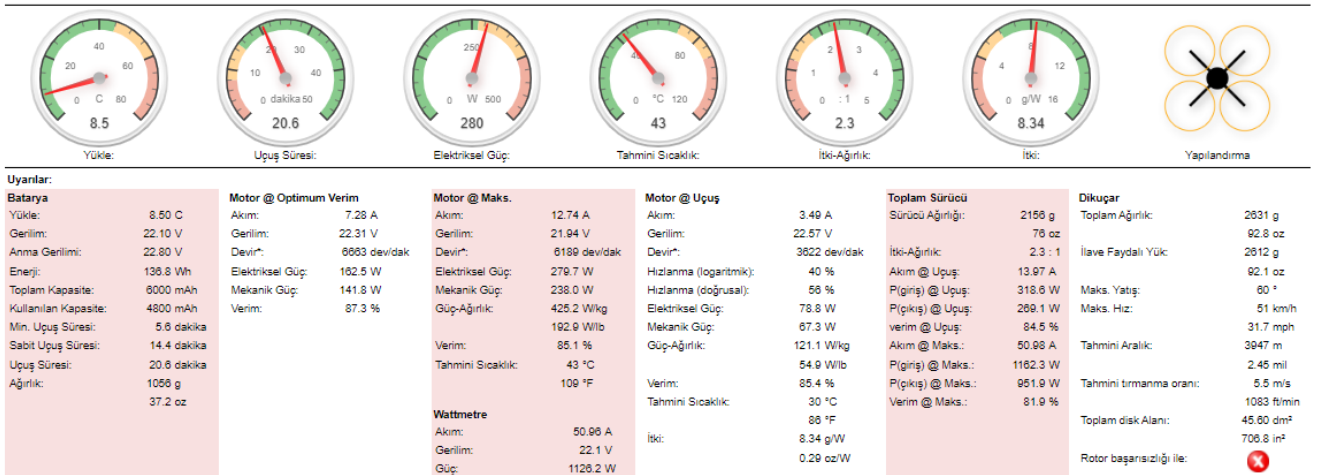 20 40 60
0 C 80
8.5
Yükle:
10 20 30 40
0 dakika 50
20.6
Uçuş Süresi:
250
0 W 500
280
Elektriksel Güç:
40 80
0 °C 120
43
Tahmini Sıcaklık:
1 2 3 4
0 : 1 5
2.3
İtki-Ağırlık:
4 8 12
0 g/W 16
8.34
İtki:
Yapılandırma
Uyarılar:
Batarya
Yükle: 8.50 C
Gerilim: 22.10 V
Anma Gerilimi: 22.80 V
Enerji: 136.8 Wh
Toplam Kapasite: 6000 mAh
Kullanılan Kapasite: 4800 mAh
Min. Uçuş Süresi: 5.6 dakika
Sabit Uçuş Süresi: 14.4 dakika
Uçuş Süresi: 20.6 dakika
Ağırlık: 1056 g
37.2 oz
Motor @ Optimum Verim
Akım: 7.28 A
Gerilim: 22.31 V
Devir*: 6663 dev/dak
Elektriksel Güç: 162.5 W
Mekanik Güç: 141.8 W
Verim: 87.3 %
Motor @ Maks.
Akım: 12.74 A
Gerilim: 21.94 V
Devir*: 6189 dev/dak
Elektriksel Güç: 279.7 W
Mekanik Güç: 238.0 W
Güç-Ağırlık: 425.2 W/kg
192.9 W/lb
Verim: 85.1 %
Tahmini Sıcaklık: 43 °C
109 °F
Wattmetre
Akım: 50.96 A
Gerilim: 22.1 V
Güç: 1126.2 W
Motor @ Uçuş
Akım: 3.49 A
Gerilim: 22.57 V
Devir*: 3622 dev/dak
Hızlanma (logaritmik): 40 %
Hızlanma (doğrusal): 56 %
Elektriksel Güç: 78.8 W
Mekanik Güç: 67.3 W
Güç-Ağırlık: 121.1 W/kg
54.9 W/lb
Verim: 85.4 %
Tahmini Sıcaklık: 30 °C
86 °F
İtki: 8.34 g/W
0.29 oz/W
Toplam Sürücü
Sürücü Ağırlığı: 2156 g
76 oz
İtki-Ağırlık: 2.3 : 1
Akım @ Uçuş: 13.97 A
P(giriş) @ Uçuş: 318.6 W
P(çıkış) @ Uçuş: 269.1 W
verim @ Uçuş: 84.5 %
Akım @ Maks.: 50.98 A
P(giriş) @ Maks.: 1162.3 W
P(çıkış) @ Maks.: 951.9 W
Verim @ Maks.: 81.9 %
Dikuçar
Toplam Ağırlık: 2631 g
92.8 oz
İlave Faydalı Yük: 2612 g
92.1 oz
Maks. Yatış: 60 °
Maks. Hız: 51 km/h
31.7 mph
Tahmini Aralık: 3947 m
2.45 mil
Tahmini tırmanma oranı: 5.5 m/s
1083 ft/min
Toplam disk Alanı: 45.60 dm²
706.8 in²
Rotor başarısızlığı ile: